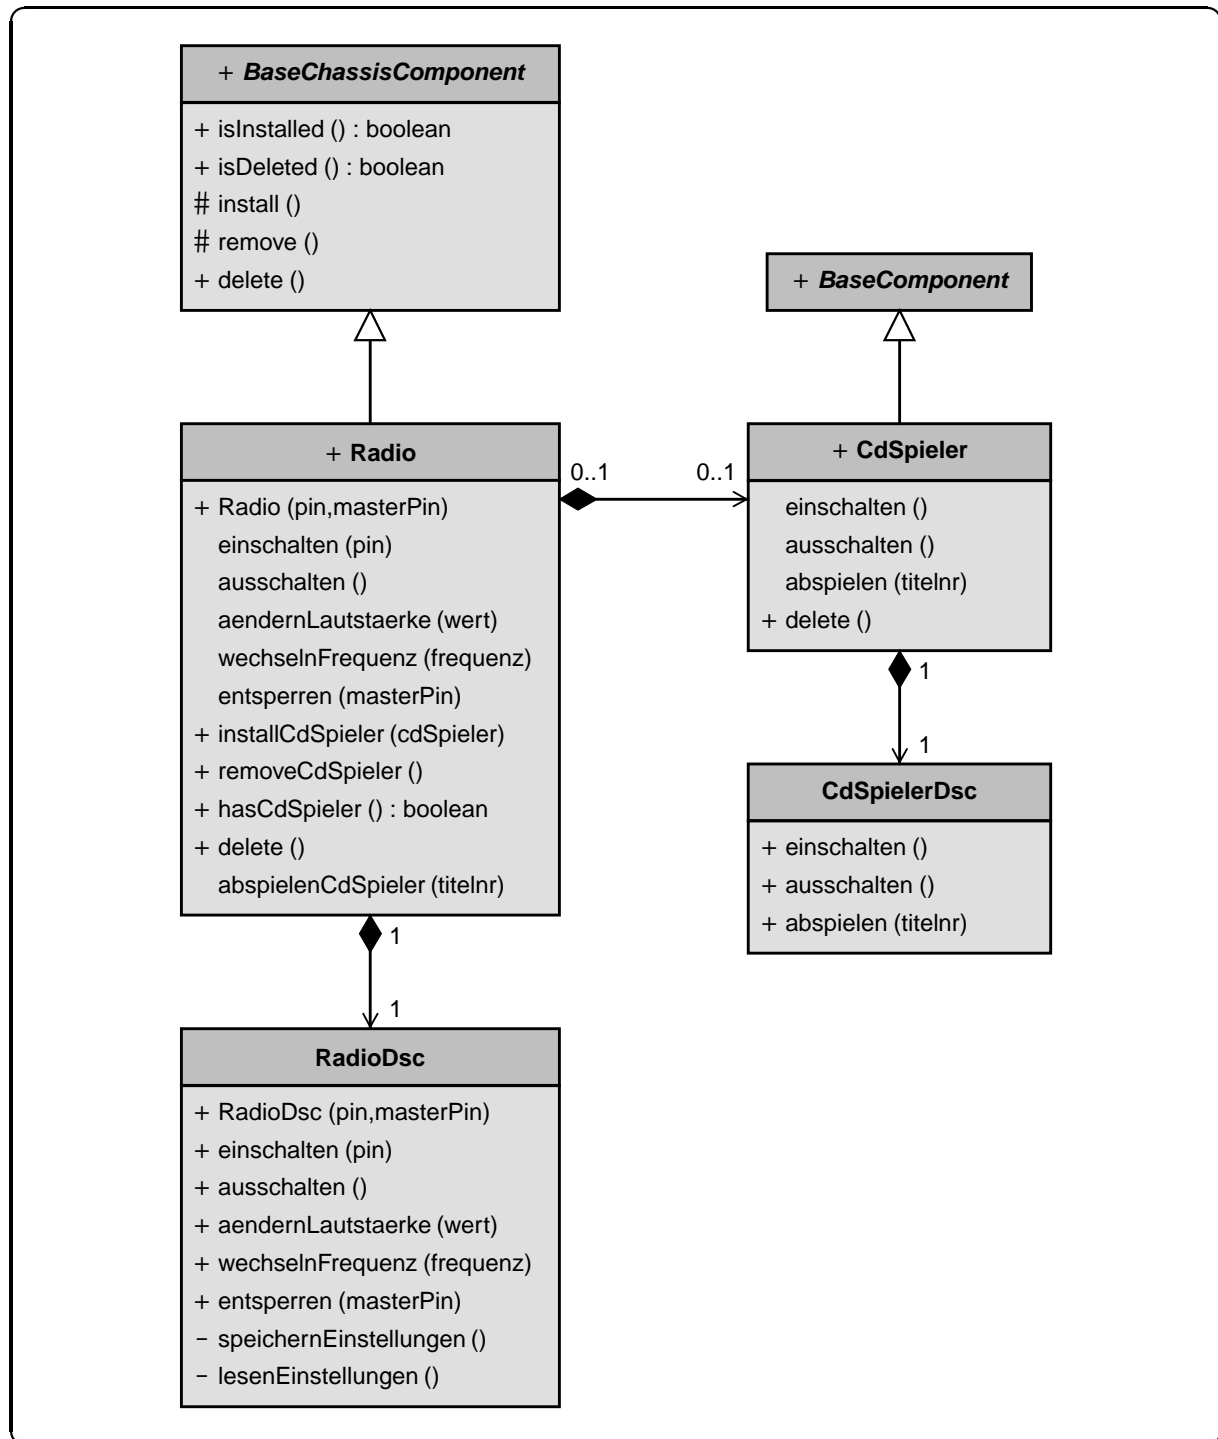 + BaseChassisComponent
+ isInstalled () : boolean
+ isDeleted () : boolean
# install ()
# remove ()
+ delete ()
+ BaseComponent
+ Radio
+ Radio (pin,masterPin)
einschalten (pin)
ausschalten ()
aendernLautstaerke (wert)
wechselnFrequenz (frequenz)
entsperren (masterPin)
+ installCdSpieler (cdSpieler)
+ removeCdSpieler ()
+ hasCdSpieler () : boolean
+ delete ()
abspielenCdSpieler (titelnr)
0..1
0..1
+ CdSpieler
einschalten ()
ausschalten ()
abspielen (titelnr)
+ delete ()
1
1
CdSpielerDsc
+ einschalten ()
+ ausschalten ()
+ abspielen (titelnr)
1
1
RadioDsc
+ RadioDsc (pin,masterPin)
+ einschalten (pin)
+ ausschalten ()
+ aendernLautstaerke (wert)
+ wechselnFrequenz (frequenz)
+ entsperren (masterPin)
− speichernEinstellungen ()
− lesenEinstellungen ()